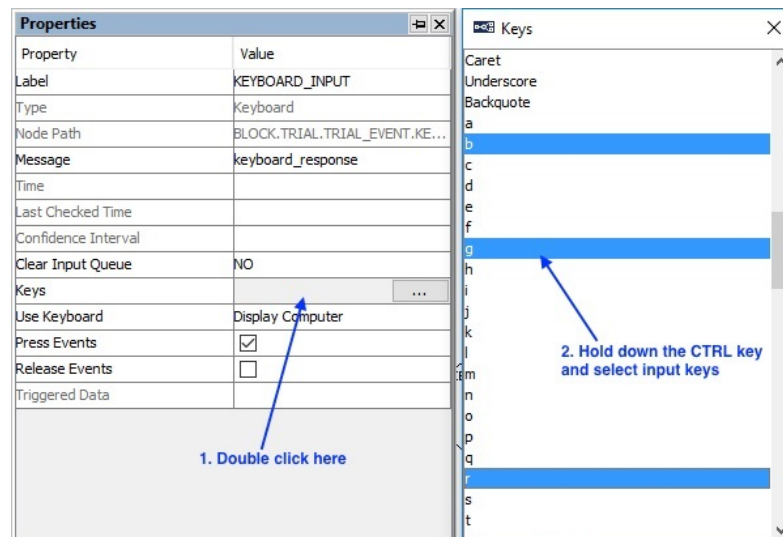 Properties
Property Value
Label KEYBOARD_INPUT
Type Keyboard
Node Path BLOCK.TRIAL.TRIAL_EVENT.KE...
Message keyboard_response
Time
Last Checked Time
Confidence Interval
Clear Input Queue NO
Keys ...
Use Keyboard Display Computer
Press Events
Release Events
Triggered Data
1. Double click here
Keys
Caret
Underscore
Backquote
a
b
c
d
e
f
g
h
i
j
k
l
m
n
o
p
q
r
s
t
2. Hold down the CTRL key
and select input keys